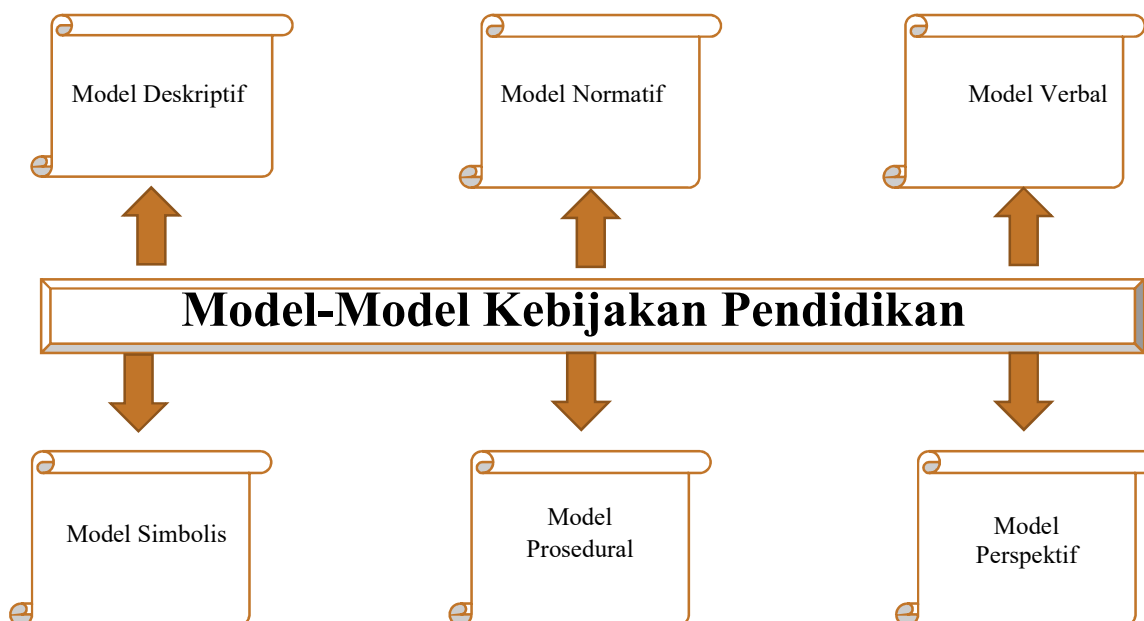 Model Deskriptif
Model Normatif
Model Verbal
Model-Model Kebijakan Pendidikan
Model Simbolis
Model
Prosedural
Model
Perspektif